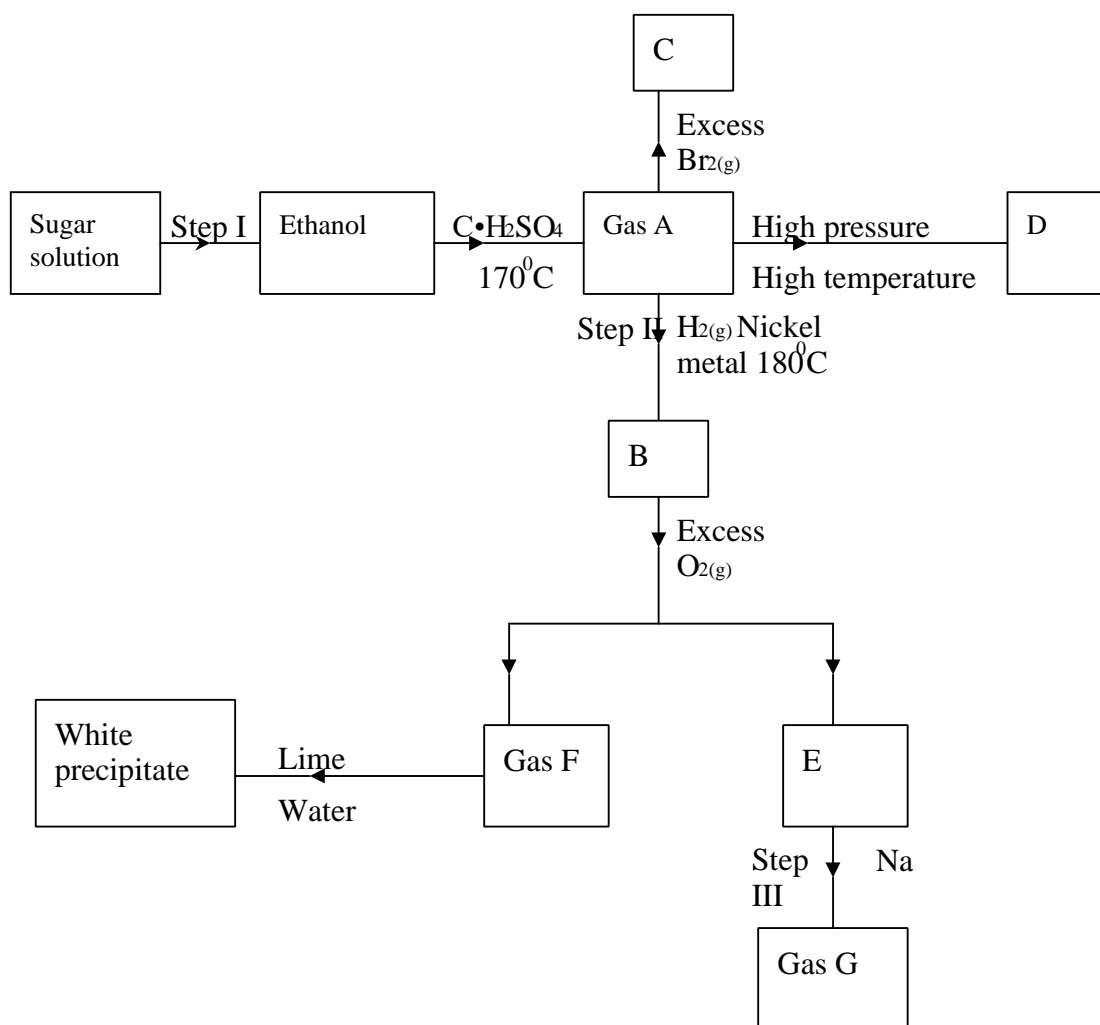 C
Excess
Br2(g)
Sugar
solution
Step I
Ethanol
C•H2SO4
170⁰C
Gas A
High pressure
High temperature
D
Step II
H2(g) Nickel
metal 180⁰C
B
Excess
O2(g)
White
precipitate
Lime
Water
Gas F
E
Step
III
Na
Gas G